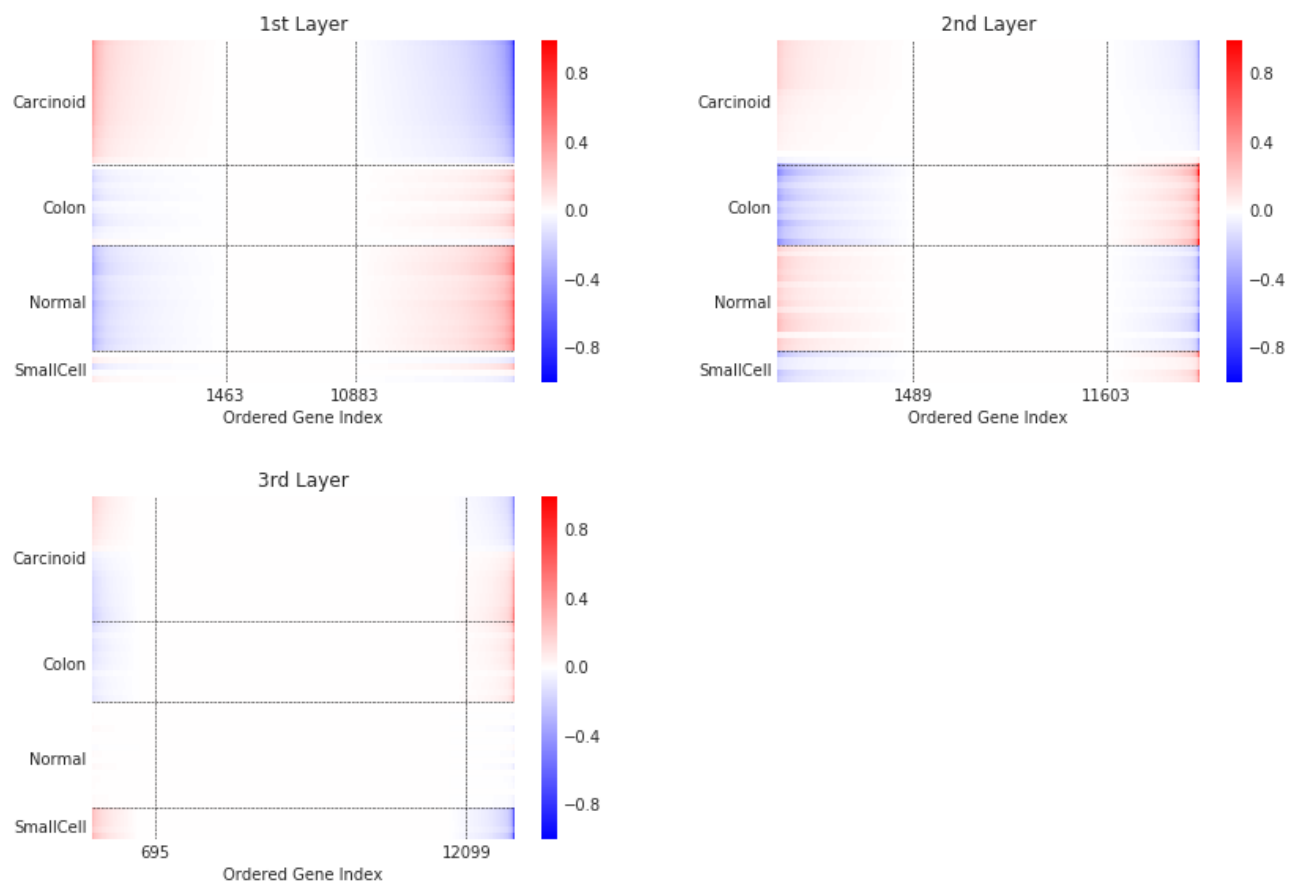 1st Layer
Carcinoid
Colon
Normal
SmallCell
1463 10883
Ordered Gene Index
0.8
0.4
0.0
−0.4
−0.8
2nd Layer
Carcinoid
Colon
Normal
SmallCell
1489 11603
Ordered Gene Index
0.8
0.4
0.0
−0.4
−0.8
3rd Layer
Carcinoid
Colon
Normal
SmallCell
695 12099
Ordered Gene Index
0.8
0.4
0.0
−0.4
−0.8